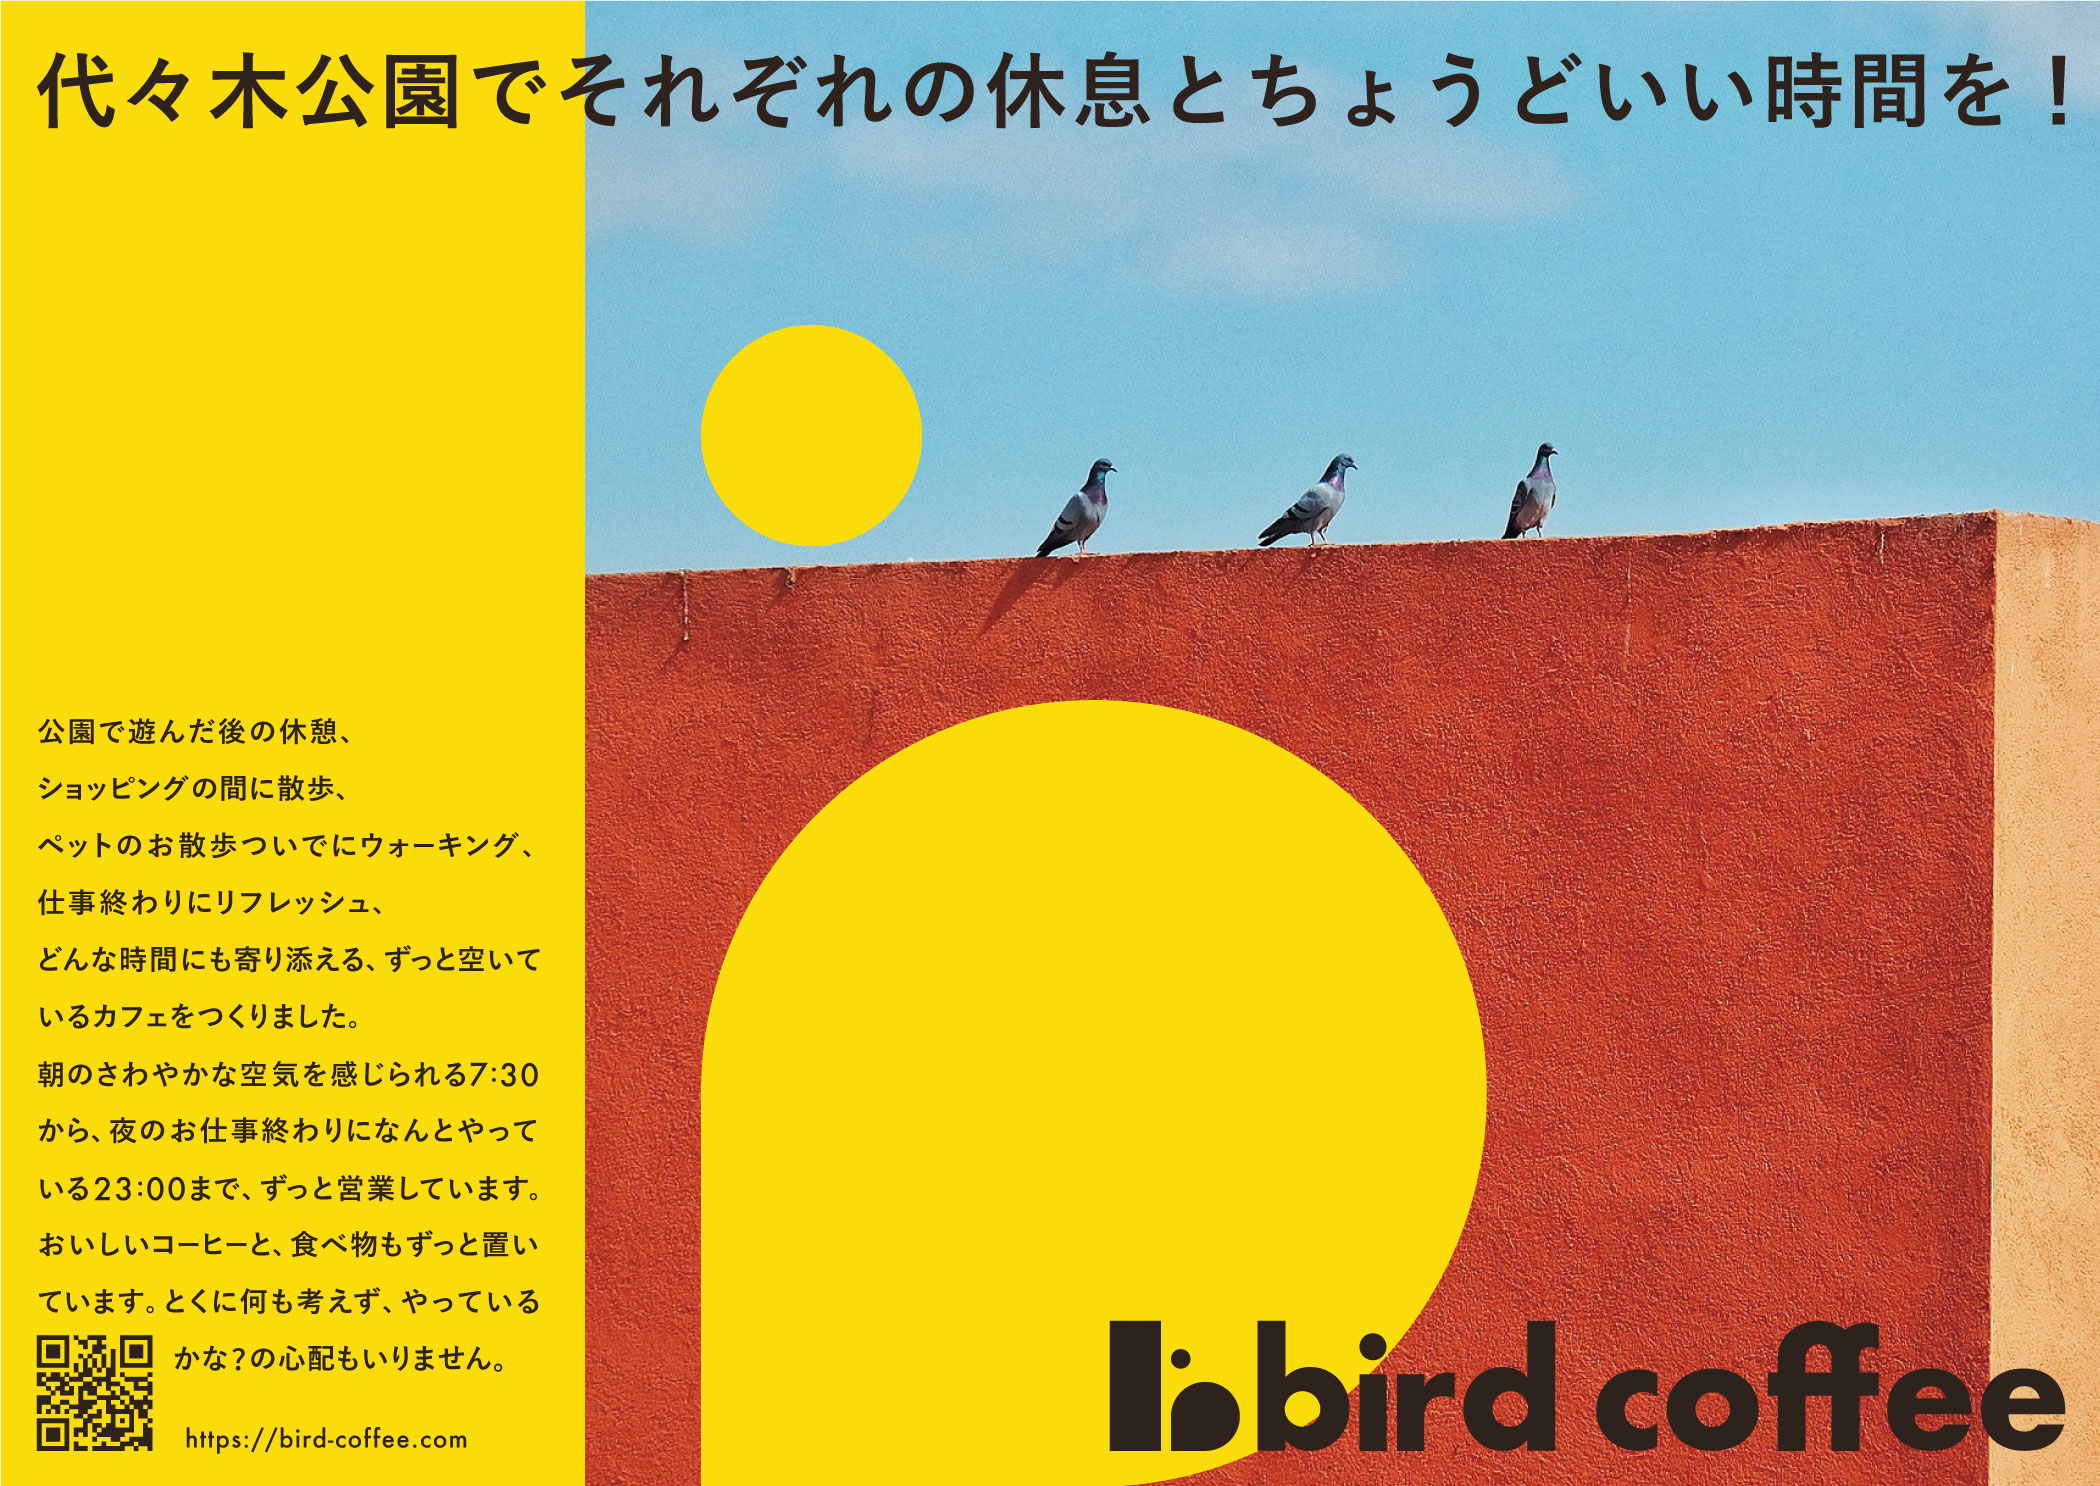 代々木公園でそれぞれの休息とちょうどいい時間を！
公園で遊んだ後の休憩、
ショッピングの間に散歩、
ペットのお散歩ついでにウォーキング、
仕事終わりにリフレッシュ、
どんな時間にも寄り添える、ずっと空いて
いるカフェをつくりました。
朝のさわやかな空気を感じられる7:30
から、夜のお仕事終わりになんとやって
いる23:00まで、ずっと営業しています。
おいしいコーヒーと、食べ物もずっと置い
ています。とくに何も考えず、やっている
かな？の心配もいりません。
https://bird-coffee.com
bird coffee